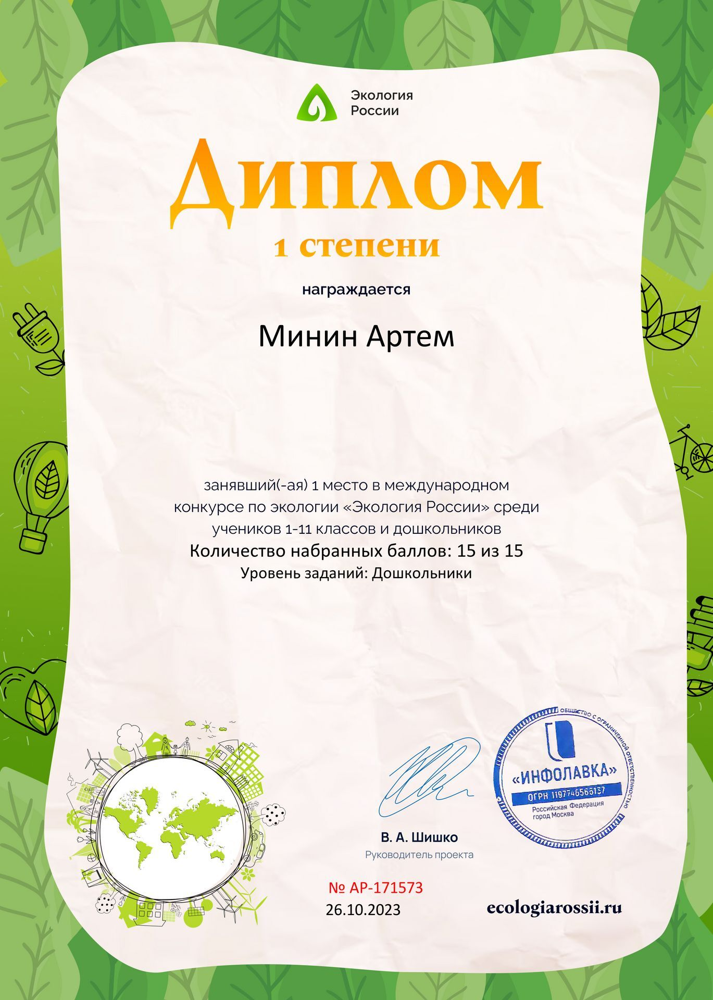 Экология
России
Диплом
1 степени
награждается
Минин Артем
занявший(-ая) 1 место в международном
конкурсе по экологии «Экология России» среди
учеников 1-11 классов и дошкольников
Количество набранных баллов: 15 из 15
Уровень заданий: Дошкольники
ОБЩЕСТВО С ОГРАНИЧЕННОЙ ОТВЕТСТВЕННОСТЬЮ
«ИНФОЛАВКА»
ОГРН 1197746566137
Российская Федерация
город Москва
В. А. Шишко
Руководитель проекта
№ АР-171573
26.10.2023
ecologiarossii.ru